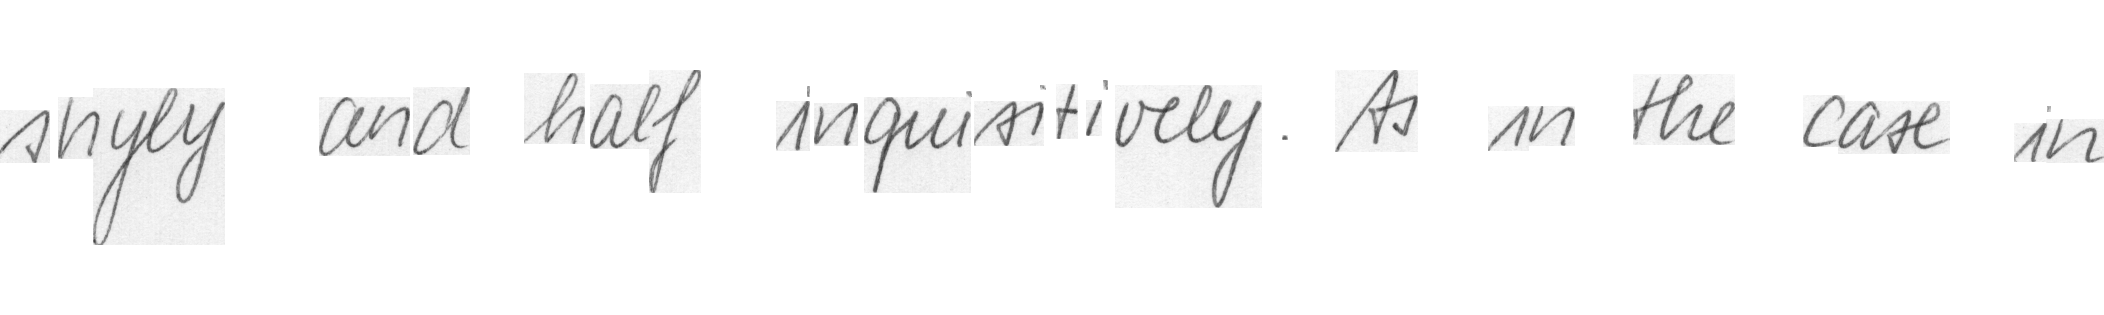 shyly and half inquisitively. As in the case in